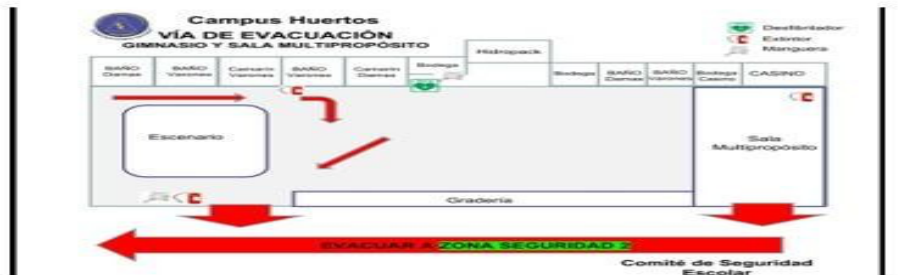 Campus Huertos
VÍA DE EVACUACIÓN
GIMNASIO Y SALA MULTIPROPÓSITO
Desfibrilador
Extintor
Manguera
Hidropack
BAÑO Damas
BAÑO Varones
Camarín Varones
BAÑO Varones
Camarín Damas
Bodega
Bodega
BAÑO Damas
BAÑO Varones
Bodega Casino
CASINO
Escenario
Sala
Multipropósito
Gradería
EVACUAR A ZONA SEGURIDAD 2
Comité de Seguridad
Escolar